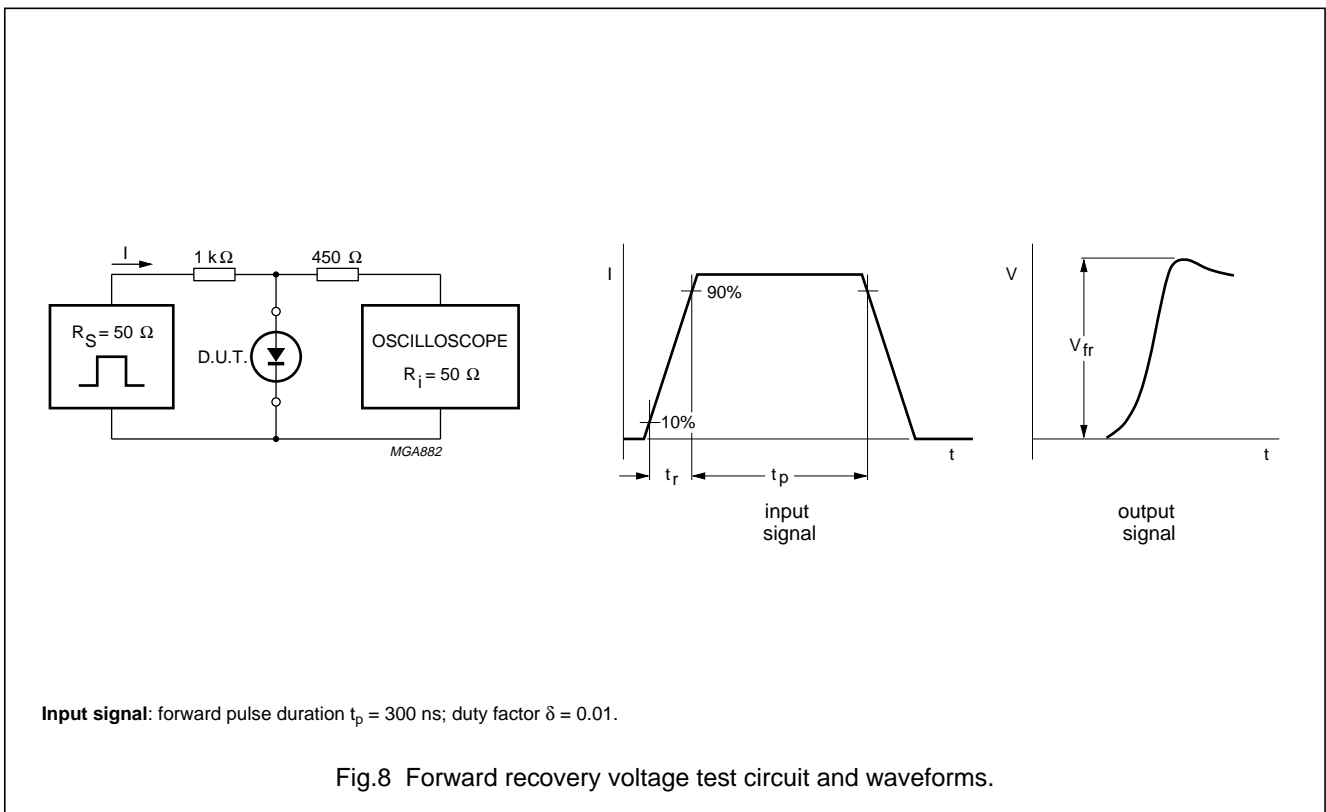 I
1 kΩ
450 Ω
R_S = 50 Ω
D.U.T.
OSCILLOSCOPE
R_i = 50 Ω
MGA882
I
90%
10%
t_r
t_p
t
input
signal
V
V_fr
t
output
signal
Input signal: forward pulse duration t_p = 300 ns; duty factor δ = 0.01.
Fig.8 Forward recovery voltage test circuit and waveforms.